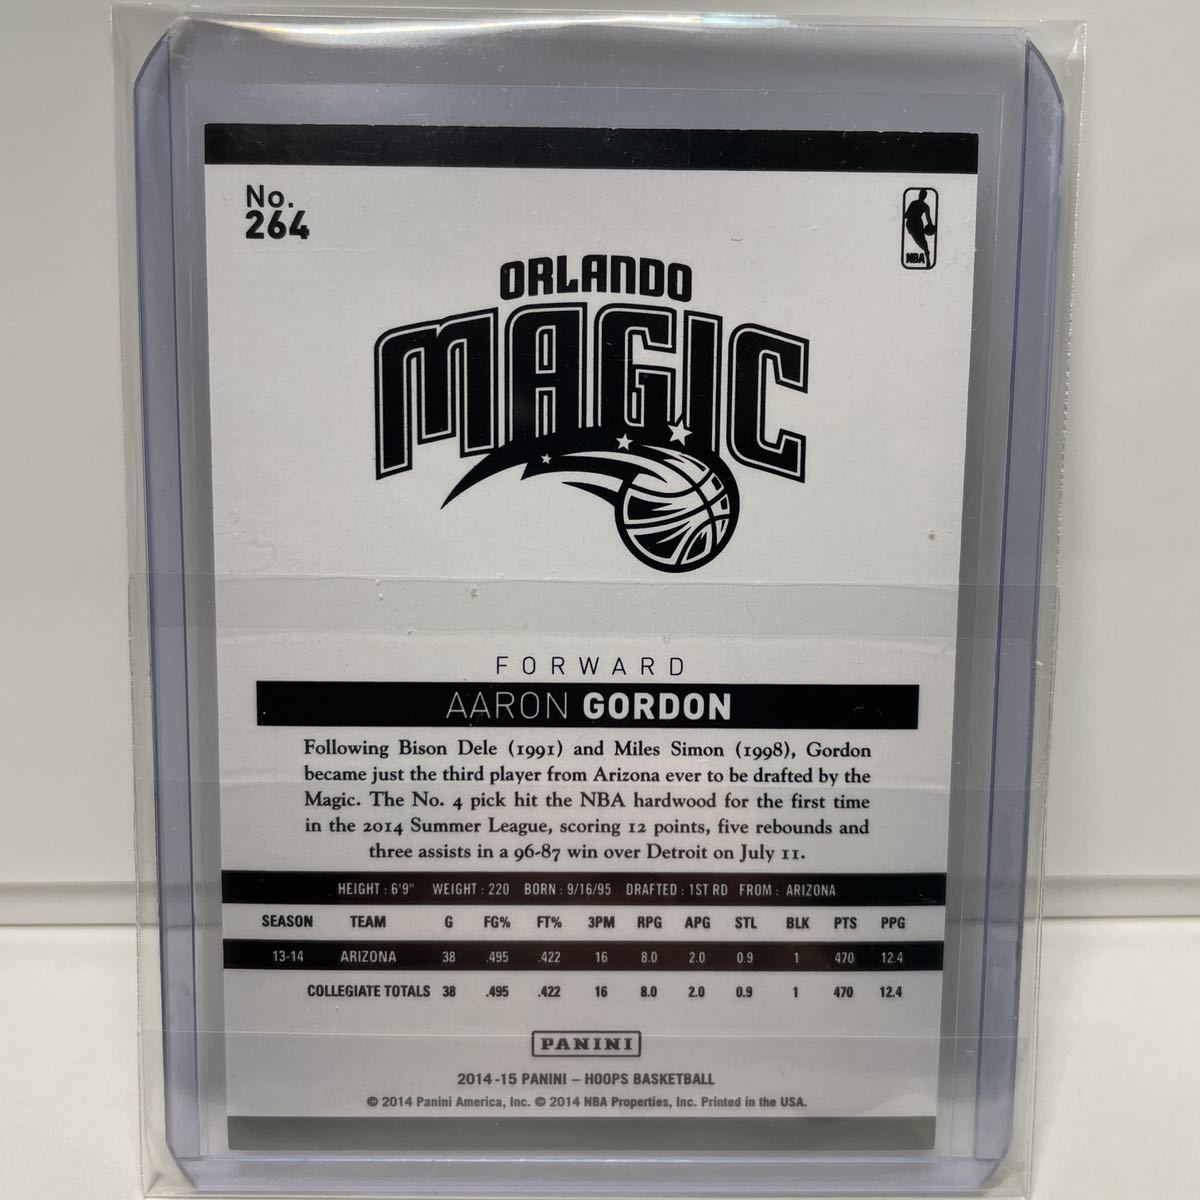 No.
264
NBA
ORLANDO
MAGIC
FORWARD
AARON GORDON
Following Bison Dele (1991) and Miles Simon (1998), Gordon
became just the third player from Arizona ever to be drafted by the
Magic. The No. 4 pick hit the NBA hardwood for the first time
in the 2014 Summer League, scoring 12 points, five rebounds and
three assists in a 96-87 win over Detroit on July 11.
HEIGHT : 6'9" WEIGHT : 220 BORN : 9/16/95 DRAFTED : 1ST RD FROM : ARIZONA
SEASON TEAM G FG% FT% 3PM RPG APG STL BLK PTS PPG
13-14 ARIZONA 38 .495 .422 16 8.0 2.0 0.9 1 470 12.4
COLLEGIATE TOTALS 38 .495 .422 16 8.0 2.0 0.9 1 470 12.4
PANINI
2014-15 PANINI – HOOPS BASKETBALL
© 2014 Panini America, Inc. © 2014 NBA Properties, Inc. Printed in the USA.